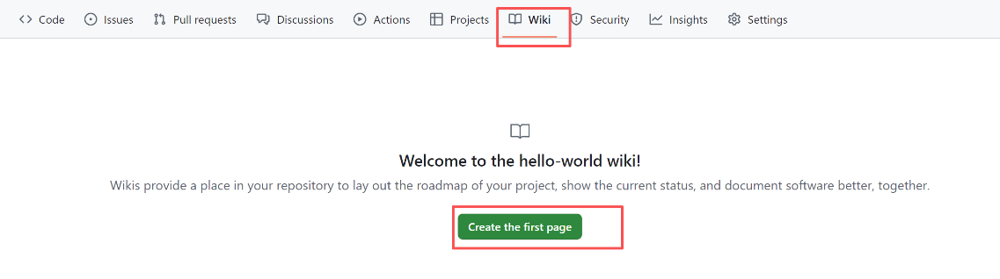 Code Issues Pull requests Discussions Actions Projects Wiki Security Insights Settings
Welcome to the hello-world wiki!
Wikis provide a place in your repository to lay out the roadmap of your project, show the current status, and document software better, together.
Create the first page